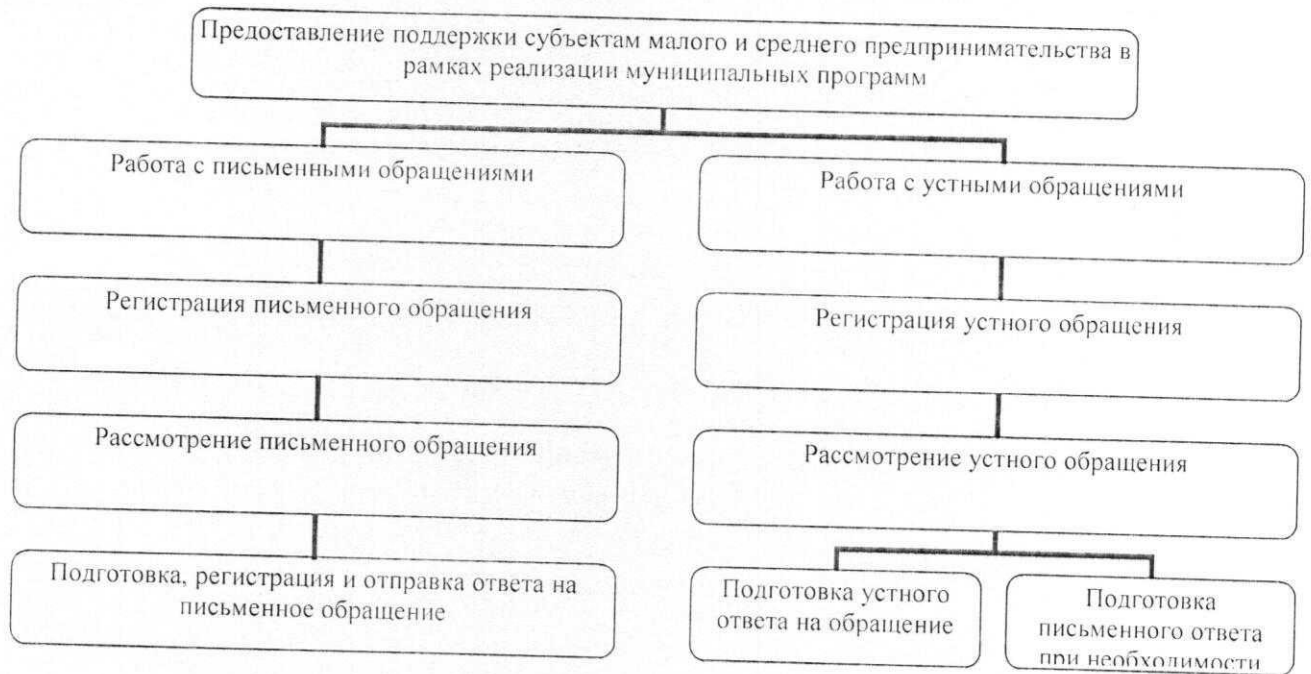 Предоставление поддержки субъектам малого и среднего предпринимательства в
рамках реализации муниципальных программ
Работа с письменными обращениями
Работа с устными обращениями
Регистрация письменного обращения
Регистрация устного обращения
Рассмотрение письменного обращения
Рассмотрение устного обращения
Подготовка, регистрация и отправка ответа на
письменное обращение
Подготовка устного
ответа на обращение
Подготовка
письменного ответа
при необходимости